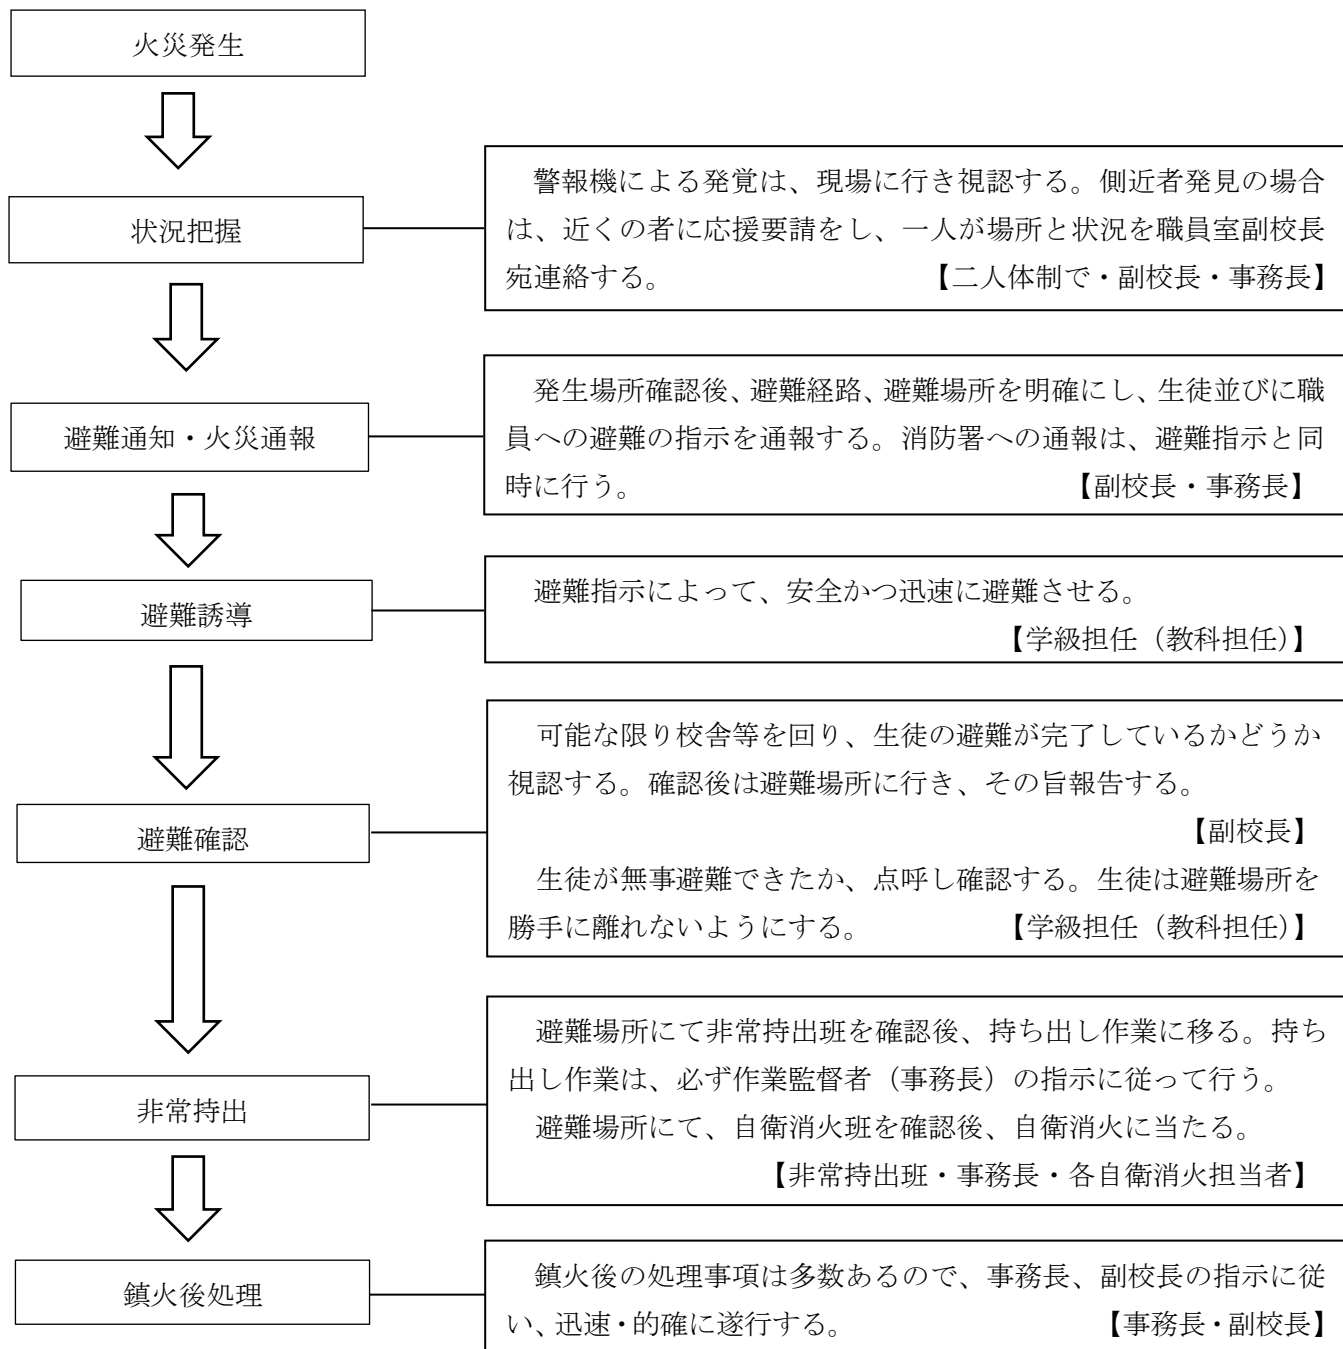 火災発生
状況把握
警報機による発覚は、現場に行き視認する。側近者発見の場合
は、近くの者に応援要請をし、一人が場所と状況を職員室副校長
宛連絡する。 【二人体制で・副校長・事務長】
避難通知・火災通報
発生場所確認後、避難経路、避難場所を明確にし、生徒並びに職
員への避難の指示を通報する。消防署への通報は、避難指示と同
時に行う。 【副校長・事務長】
避難誘導
避難指示によって、安全かつ迅速に避難させる。
【学級担任（教科担任）】
避難確認
可能な限り校舎等を回り、生徒の避難が完了しているかどうか
視認する。確認後は避難場所に行き、その旨報告する。
【副校長】
生徒が無事避難できたか、点呼し確認する。生徒は避難場所を
勝手に離れないようにする。 【学級担任（教科担任）】
非常持出
避難場所にて非常持出班を確認後、持ち出し作業に移る。持ち
出し作業は、必ず作業監督者（事務長）の指示に従って行う。
避難場所にて、自衛消火班を確認後、自衛消火に当たる。
【非常持出班・事務長・各自衛消火担当者】
鎮火後処理
鎮火後の処理事項は多数あるので、事務長、副校長の指示に従
い、迅速・的確に遂行する。 【事務長・副校長】